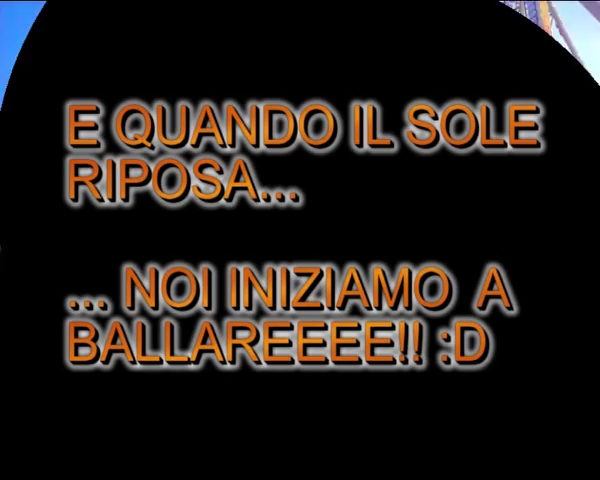 E QUANDO IL SOLE
RIPOSA...
... NOI INIZIAMO A
BALLAREEEE!! :D